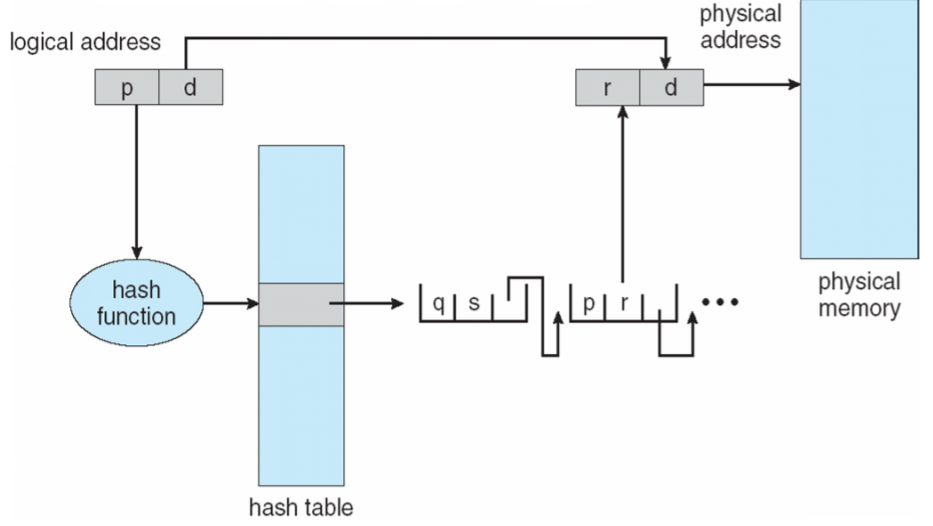 physical
address
logical address
p d
r d
hash
function
q s
p r
•••
physical
memory
hash table